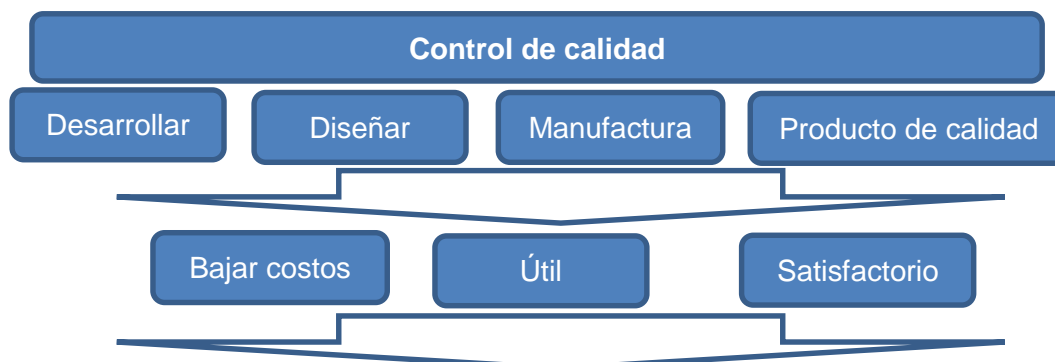 Control de calidad
Desarrollar
Diseñar
Manufactura
Producto de calidad
Bajar costos
Útil
Satisfactorio